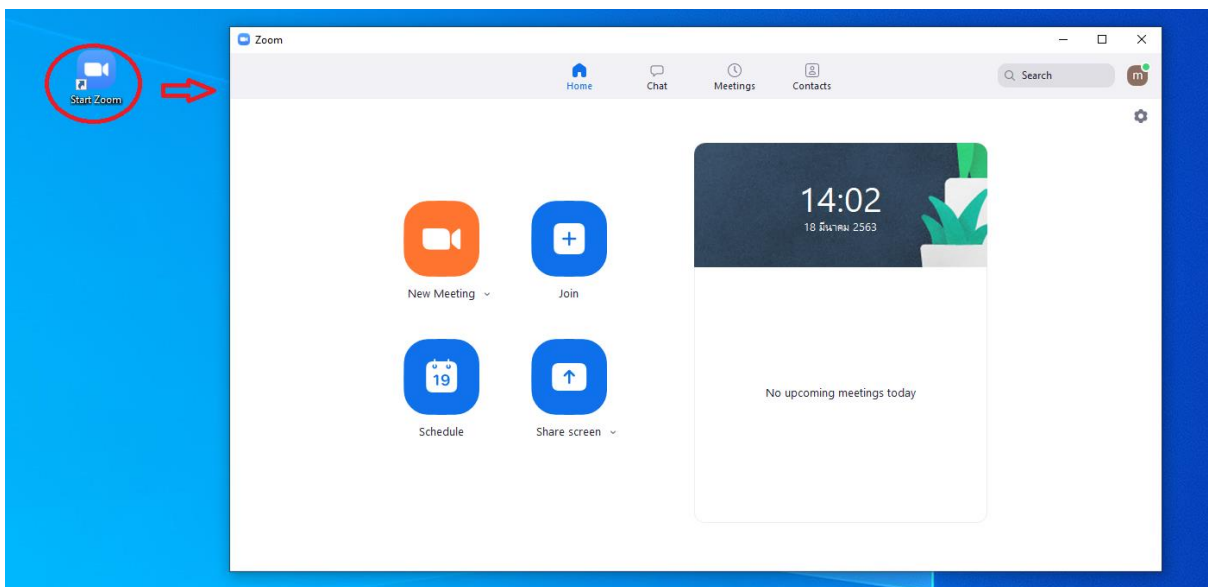 Start Zoom
Zoom
Home
Chat
Meetings
Contacts
Search
m
14:02
18 มีนาคม 2563
New Meeting
Join
19
Schedule
Share screen
No upcoming meetings today